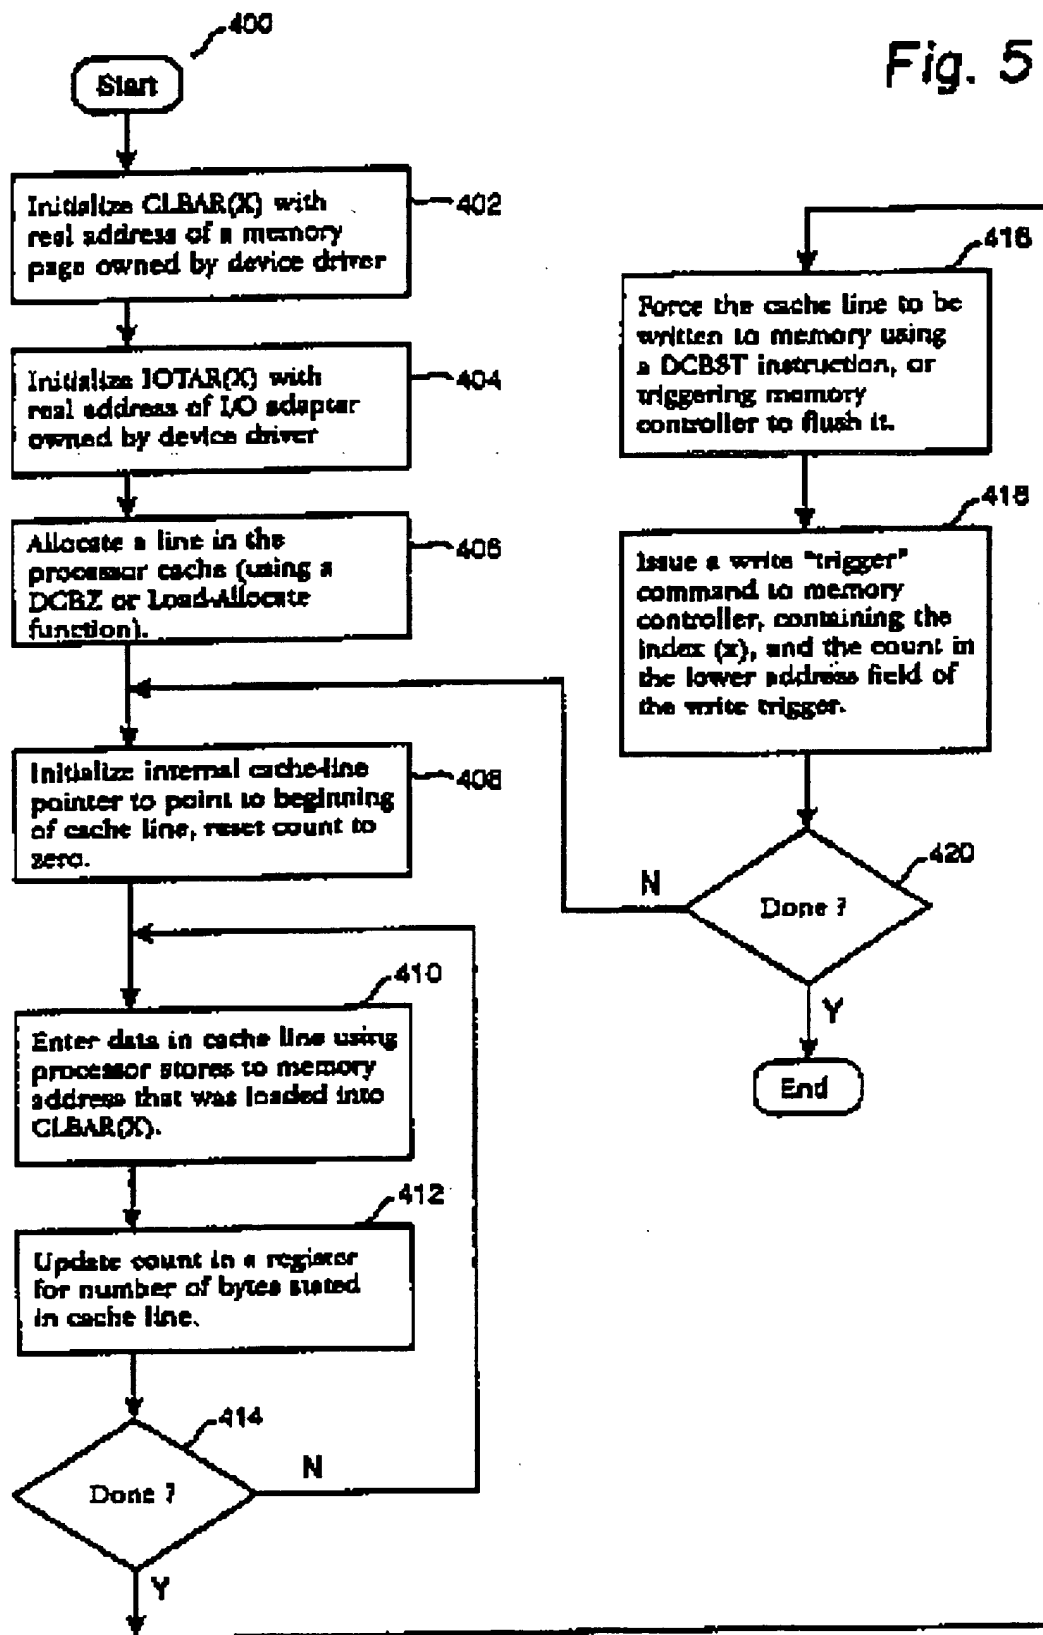 400
Fig. 5
Start
Initialize CLBAR(X) with
real address of a memory
page owned by device driver
402
Initialize IOTAR(X) with
real address of I/O adapter
owned by device driver
404
Allocate a line in the
processor cache (using a
DCBZ or Load-Allocate
function).
406
Initialize internal cache-line
pointer to point to beginning
of cache line, reset count to
zero.
408
410
Enter data in cache line using
processor stores to memory
address that was loaded into
CLBAR(X).
412
Update count in a register
for number of bytes stated
in cache line.
414
Done ?
N
Y
416
Force the cache line to be
written to memory using
a DCBST instruction, or
triggering memory
controller to flush it.
418
Issue a write "trigger"
command to memory
controller, containing the
index (x), and the count in
the lower address field of
the write trigger.
420
Done ?
N
Y
End